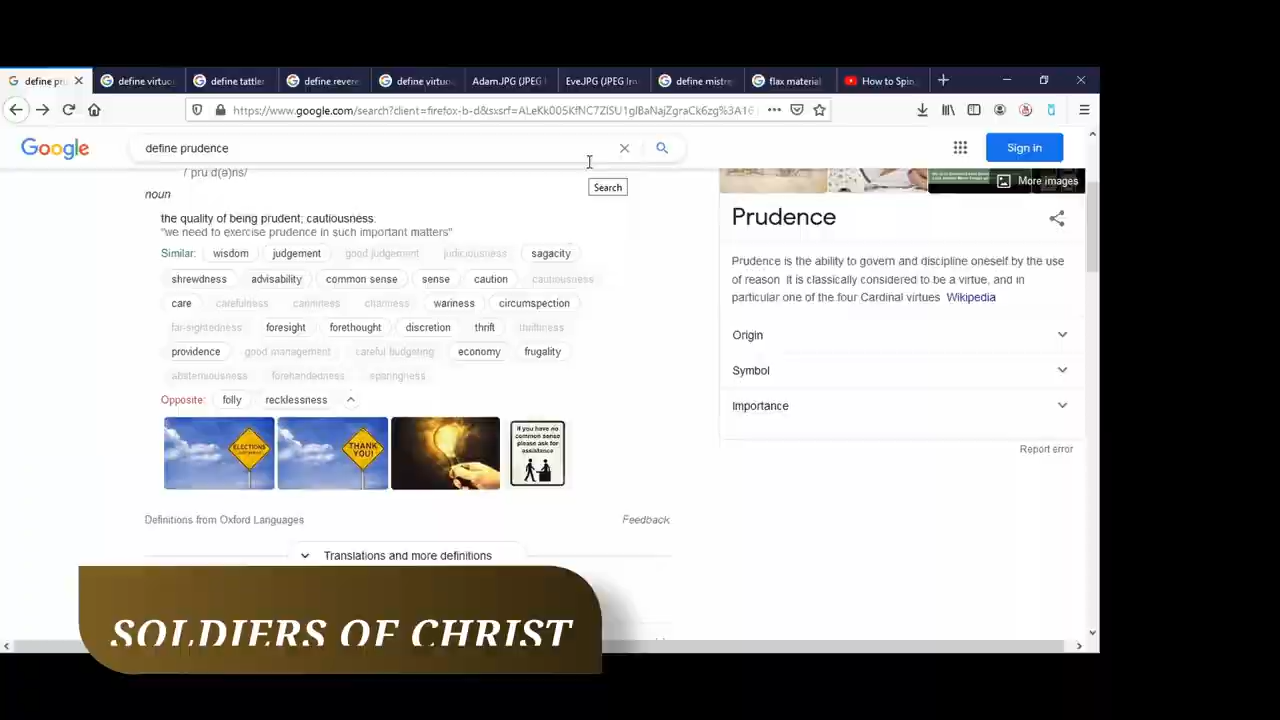 define pru
define virtuo
define tattler
define revere
define virtuo
Adam.JPG (JPEG I
EveJPG (JPEG Im
define mistre
flax material
How to Spin
https://www.google.com/search?client=firefox-b-d&sxsrf=ALeKk005KfNC7ZlSU1glBaNajZgraCk6zg%3A16
Google
define prudence
Sign in
Search
/ˈpruːd(ə)ns/
noun
the quality of being prudent; cautiousness.
"we need to exercise prudence in such important matters"
Similar: wisdom judgement good judgement judiciousness sagacity
shrewdness advisability common sense sense caution cautiousness
care carefulness canniness chariness wariness circumspection
far-sightedness foresight forethought discretion thrift thriftiness
providence good management careful budgeting economy frugality
abstemiousness forehandedness sparingness
Opposite: folly recklessness
ELECTIONS
THANK
YOU!
If you have no
common sense
please ask for
assistance
Definitions from Oxford Languages
Feedback
Translations and more definitions
More images
Prudence
Prudence is the ability to govern and discipline oneself by the use
of reason. It is classically considered to be a virtue, and in
particular one of the four Cardinal virtues. Wikipedia
Origin
Symbol
Importance
Report error
SOLDIERS OF CHRIST